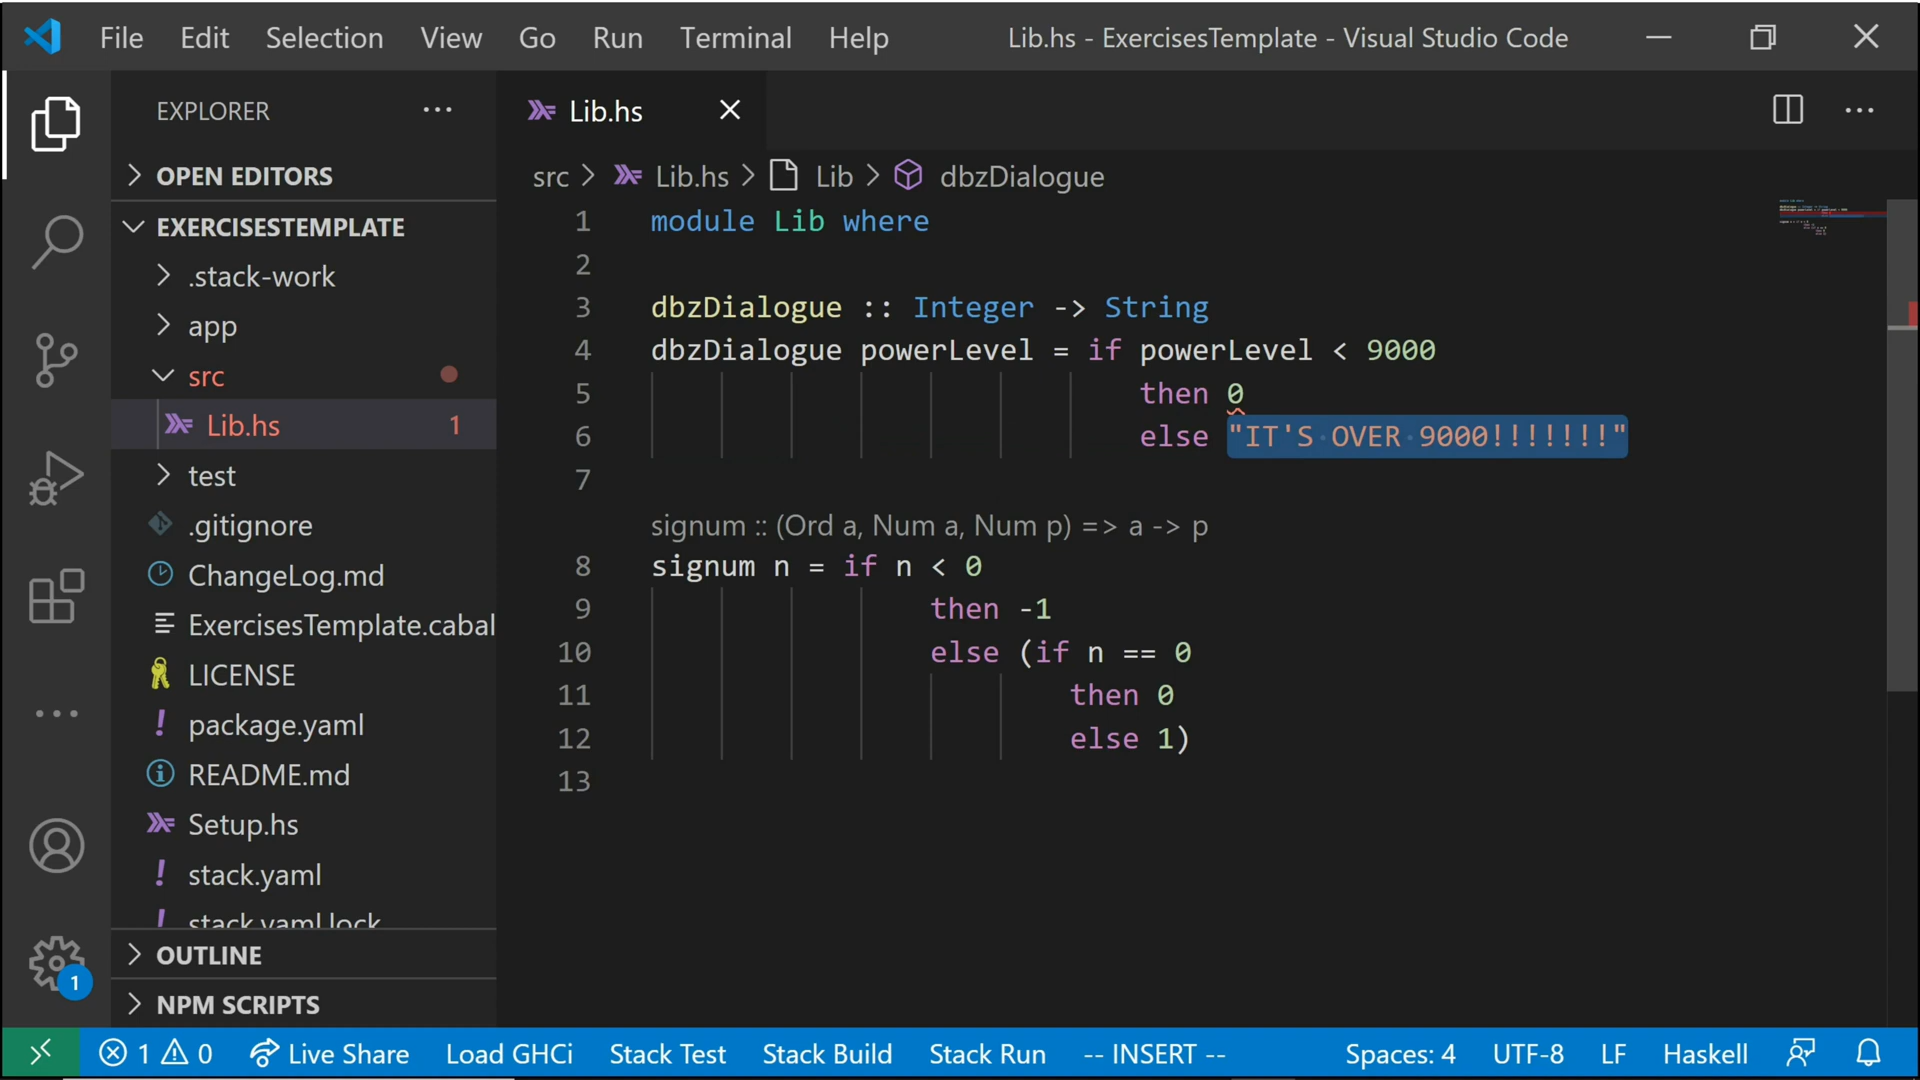 File Edit Selection View Go Run Terminal Help Lib.hs - ExercisesTemplate - Visual Studio Code
EXPLORER
OPEN EDITORS
EXERCISESTEMPLATE
.stack-work
app
src
Lib.hs 1
test
.gitignore
ChangeLog.md
ExercisesTemplate.cabal
LICENSE
package.yaml
README.md
Setup.hs
stack.yaml
stack.yaml.lock
OUTLINE
NPM SCRIPTS
1
Lib.hs
src > Lib.hs > Lib > dbzDialogue
1 module Lib where
2
3 dbzDialogue :: Integer -> String
4 dbzDialogue powerLevel = if powerLevel < 9000
5 then 0
6 else "IT'S OVER 9000!!!!!!!"
7
signum :: (Ord a, Num a, Num p) => a -> p
8 signum n = if n < 0
9 then -1
10 else (if n == 0
11 then 0
12 else 1)
13
1 0 Live Share Load GHCi Stack Test Stack Build Stack Run -- INSERT -- Spaces: 4 UTF-8 LF Haskell